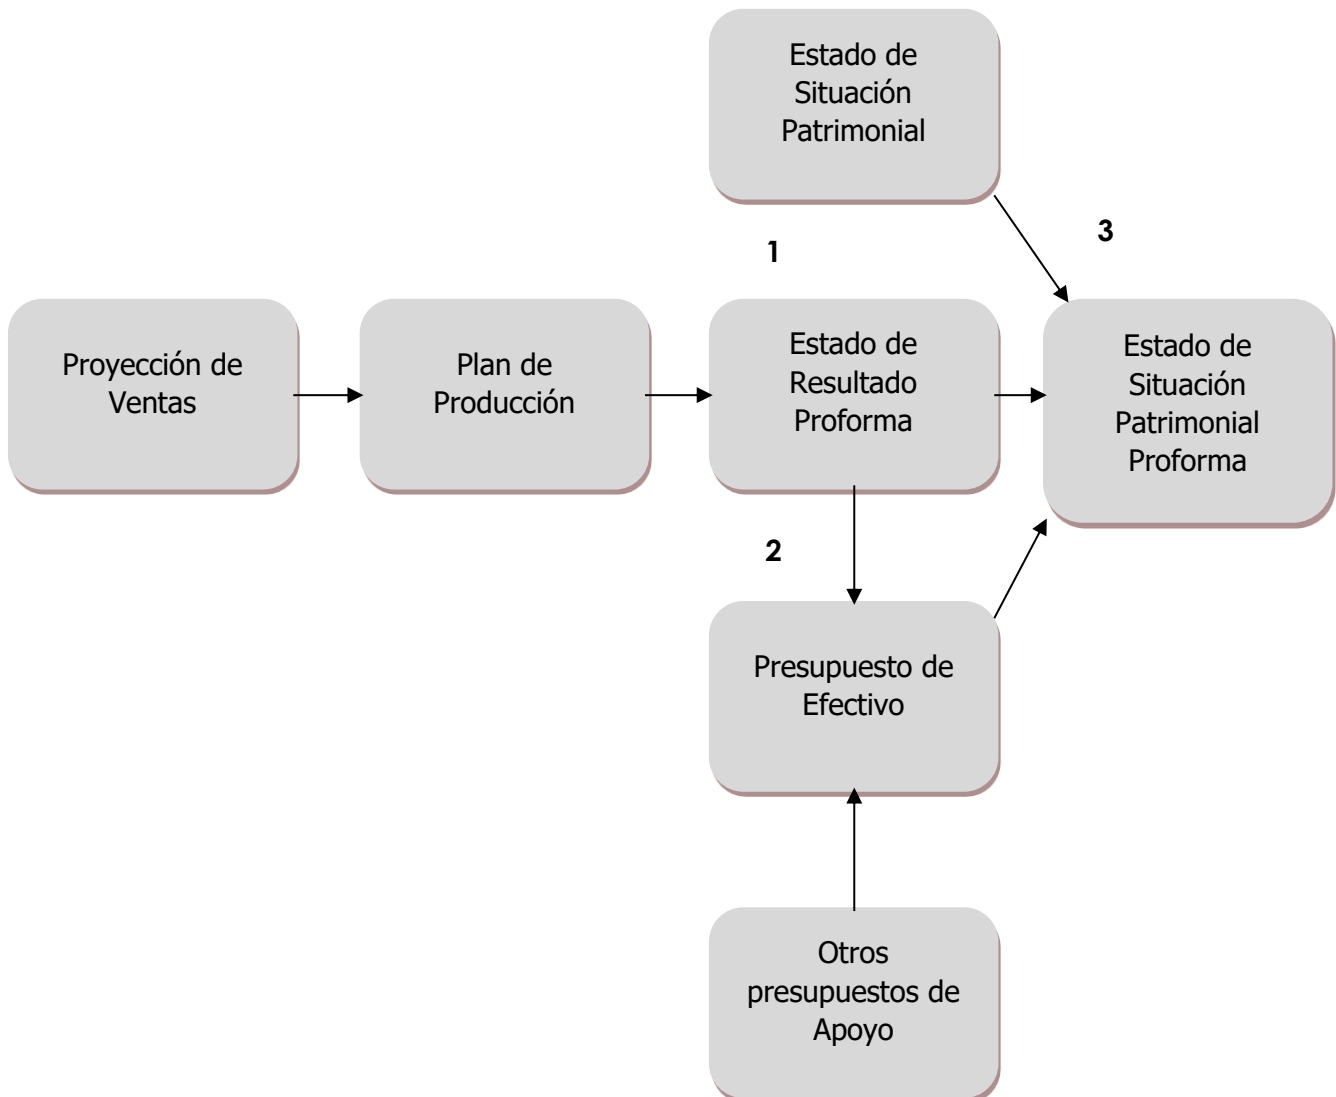 Estado de
Situación
Patrimonial
1
3
Proyección de
Ventas
Plan de
Producción
Estado de
Resultado
Proforma
Estado de
Situación
Patrimonial
Proforma
2
Presupuesto de
Efectivo
Otros
presupuestos de
Apoyo